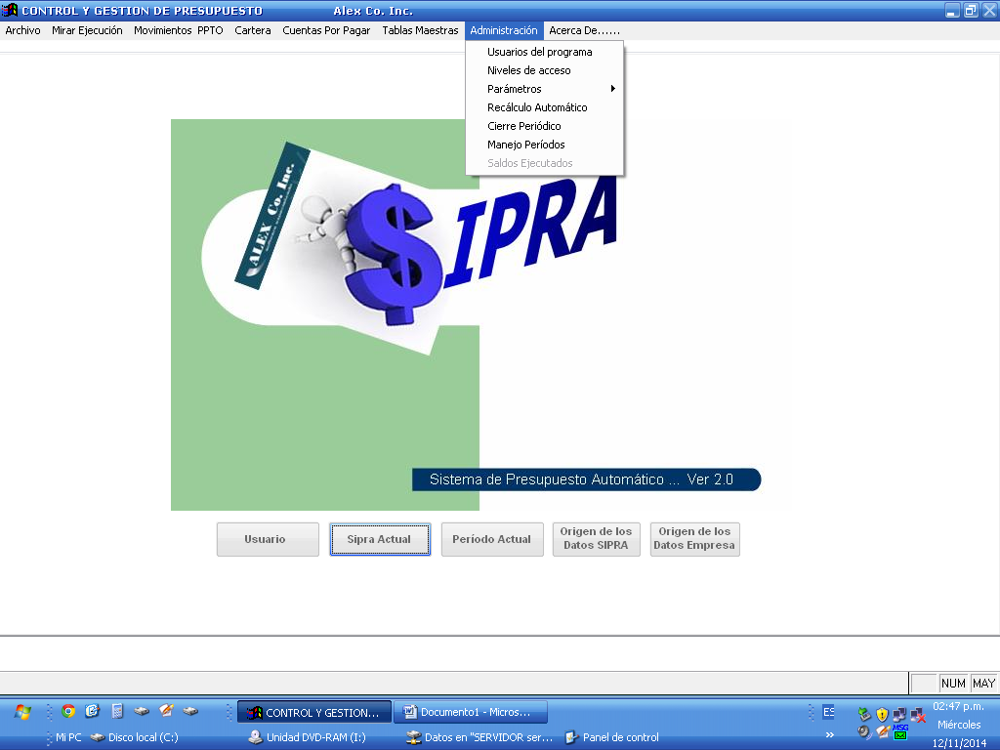 CONTROL Y GESTION DE PRESUPUESTO Alex Co. Inc.
Archivo Mirar Ejecución Movimientos PPTO Cartera Cuentas Por Pagar Tablas Maestras Administración Acerca De......
Usuarios del programa
Niveles de acceso
Parámetros
Recálculo Automático
Cierre Periódico
Manejo Períodos
Saldos Ejecutados
ALEX Co. Inc.
$IPRA
Sistema de Presupuesto Automático ... Ver 2.0
Usuario
Sipra Actual
Período Actual
Origen de los
Datos SIPRA
Origen de los
Datos Empresa
NUM MAY
CONTROL Y GESTION... Documento1 - Micros... ES
02:47 p.m.
Miércoles
12/11/2014
MSG
Mi PC Disco local (C:) Unidad DVD-RAM (I:) Datos en "SERVIDOR ser... Panel de control